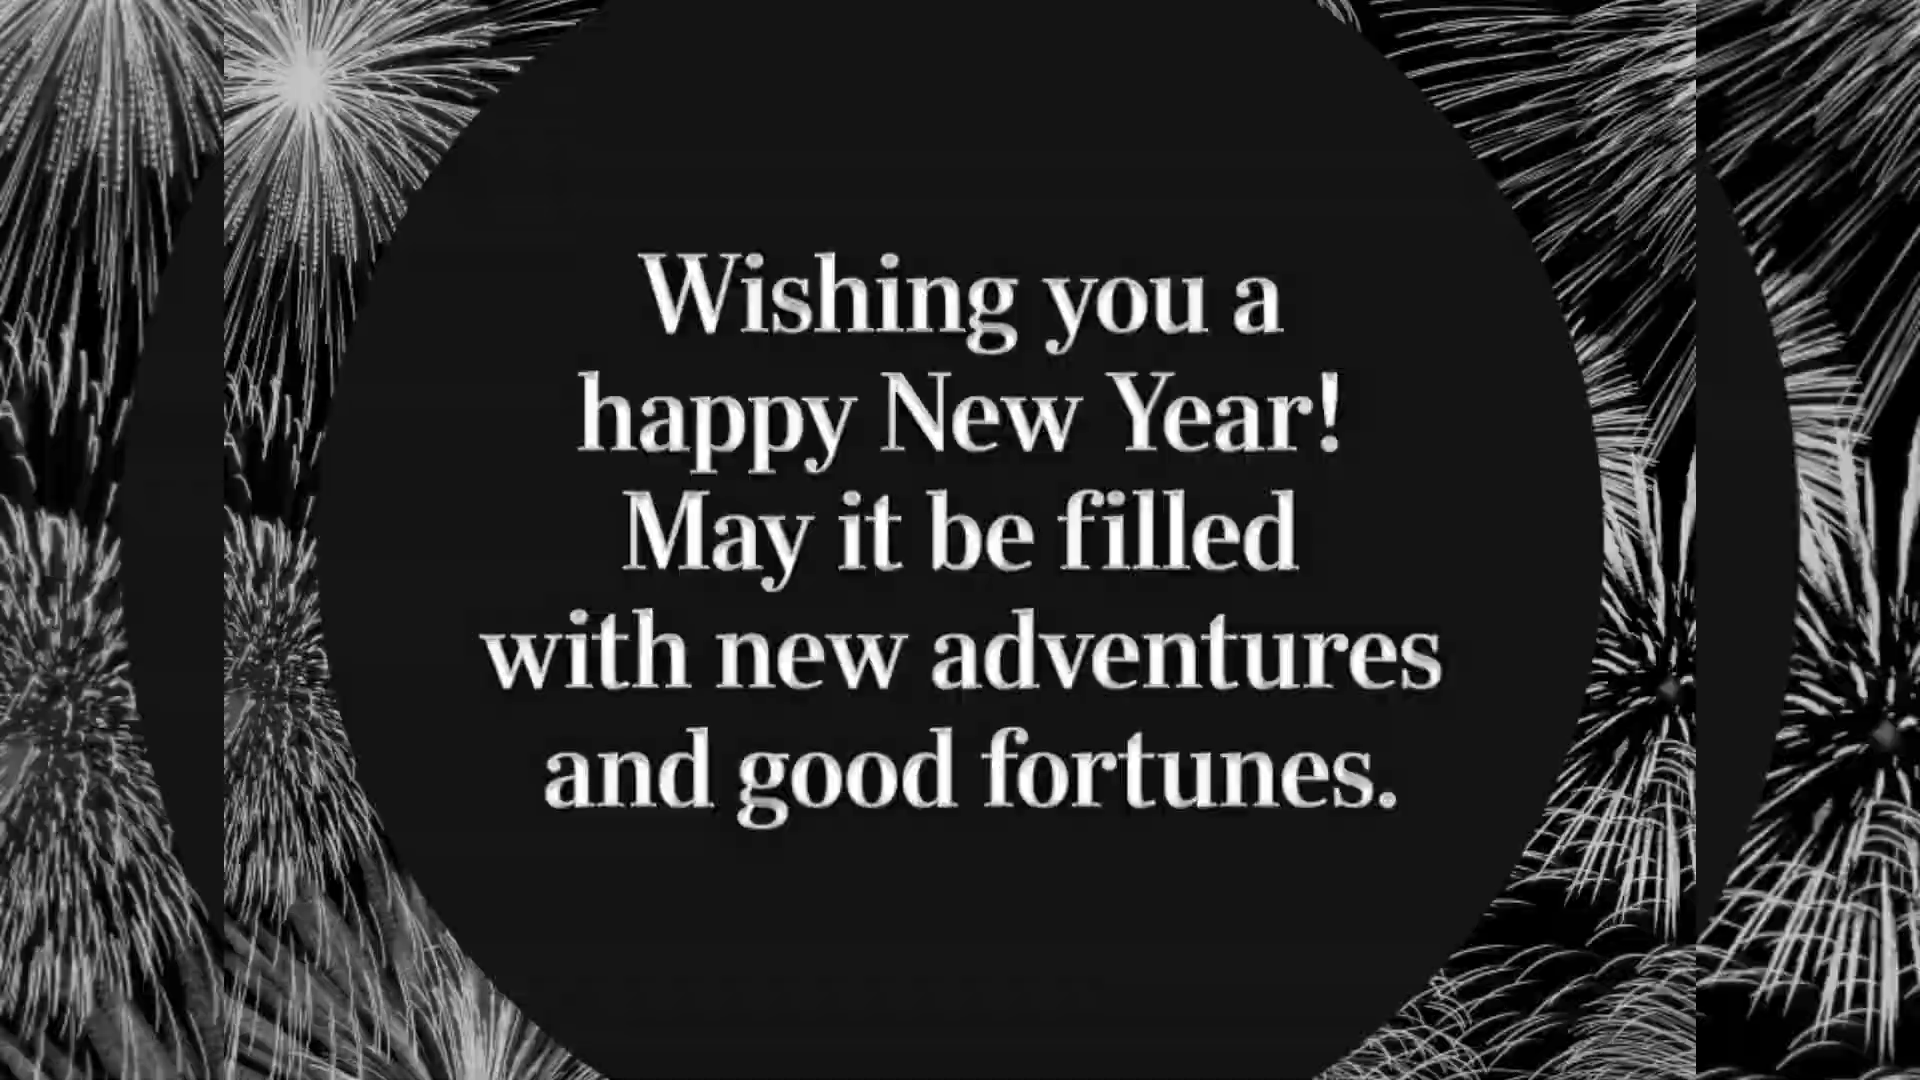 Wishing you a
happy New Year!
May it be filled
with new adventures
and good fortunes.